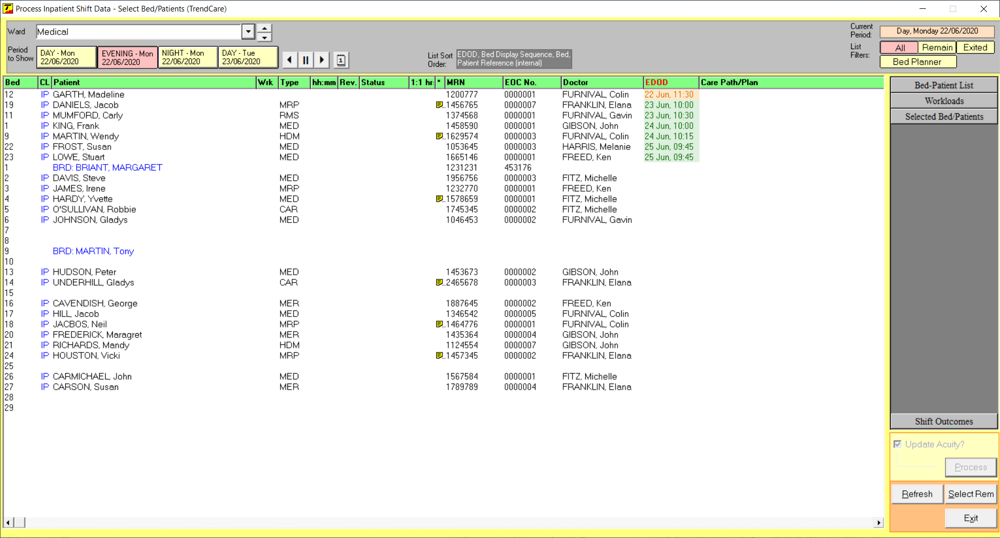 Process Inpatient Shift Data - Select Bed/Patients (TrendCare)
Ward Medical
Current Period: Day, Monday 22/06/2020
Period to Show
DAY - Mon 22/06/2020
EVENING - Mon 22/06/2020
NIGHT - Mon 22/06/2020
DAY - Tue 23/06/2020
1
List Sort Order: EDOD, Bed Display Sequence, Bed, Patient Reference (internal)
List Filters: All Remain Exited
Bed Planner
Bed CL Patient Wrk Type hh:mm Rev. Status 1:1 hr: * MRN EOC No. Doctor EDOD Care Path/Plan
12 IP GARTH, Madeline 1200777 0000001 FURNIVAL, Colin 22 Jun, 11:30
19 IP DANIELS, Jacob MRP ..1456765 0000007 FRANKLIN, Elana 23 Jun, 10:00
11 IP MUMFORD, Carly RMS 1374568 0000001 FURNIVAL, Gavin 23 Jun, 10:30
1 IP KING, Frank MED 1458590 0000001 GIBSON, John 24 Jun, 10:00
9 IP MARTIN, Wendy HDM ..1629574 0000003 FURNIVAL, Colin 24 Jun, 10:15
22 IP FROST, Susan MED 1053645 0000003 HARRIS, Melanie 25 Jun, 09:45
23 IP LOWE, Stuart MED 1665146 0000001 FREED, Ken 25 Jun, 09:45
1 BRD: BRIANT, MARGARET 1231231 453176
2 IP DAVIS, Steve MED 1956756 0000003 FITZ, Michelle
3 IP JAMES, Irene MRP 1232770 0000001 FREED, Ken
4 IP HARDY, Yvette MED ..1578659 0000001 FITZ, Michelle
5 IP O'SULLIVAN, Robbie CAR 1745345 0000002 FITZ, Michelle
6 IP JOHNSON, Gladys MED 1046453 0000002 FURNIVAL, Gavin
7
8
9 BRD: MARTIN, Tony
10
13 IP HUDSON, Peter MED 1453673 0000002 GIBSON, John
14 IP UNDERHILL, Gladys CAR ..2465678 0000003 FRANKLIN, Elana
15
16 IP CAVENDISH, George MER 1887645 0000002 FREED, Ken
17 IP HILL, Jacob MED 1346542 0000005 FURNIVAL, Colin
18 IP JACBOS, Neil MRP ..1464776 0000001 FURNIVAL, Colin
20 IP FREDERICK, Maragret MER 1435364 0000004 GIBSON, John
21 IP RICHARDS, Mandy HDM 1124554 0000007 GIBSON, John
24 IP HOUSTON, Vicki MRP ..1457345 0000002 FRANKLIN, Elana
25
26 IP CARMICHAEL, John MED 1567584 0000001 FITZ, Michelle
27 IP CARSON, Susan MER 1789789 0000004 FRANKLIN, Elana
28
29
Bed-Patient List
Workloads
Selected Bed/Patients
Shift Outcomes
Update Acuity?
Process
Refresh
Select Rem
Exit